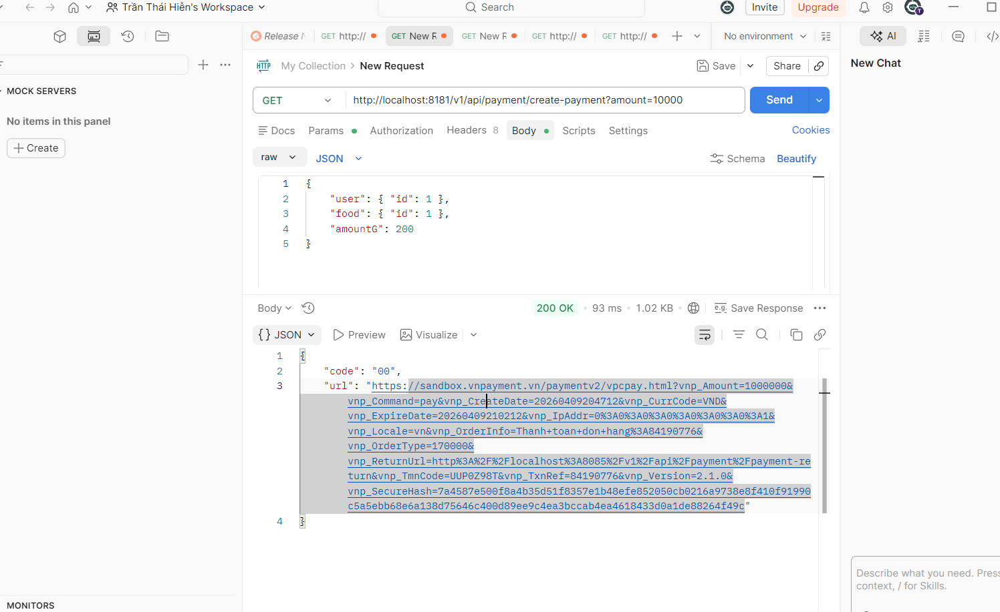 Trần Thái Hiển's Workspace
Search
Invite
Upgrade
T
Release N
GET http://
GET New R
GET New R
GET http://
GET http://
No environment
AI
My Collection > New Request
Save
Share
New Chat
MOCK SERVERS
No items in this panel
+ Create
GET
http://localhost:8181/v1/api/payment/create-payment?amount=10000
Send
Docs
Params
Authorization
Headers 8
Body
Scripts
Settings
Cookies
raw
JSON
Schema
Beautify
1 {
2 "user": { "id": 1 },
3 "food": { "id": 1 },
4 "amountG": 200
5 }
Body
200 OK
93 ms
1.02 KB
e.g. Save Response
{} JSON
Preview
Visualize
1 {
2 "code": "00",
3 "url": "https://sandbox.vnpayment.vn/paymentv2/vpcpay.html?vnp_Amount=1000000&
vnp_Command=pay&vnp_CreateDate=20260409204712&vnp_CurrCode=VND&
vnp_ExpireDate=20260409210212&vnp_IpAddr=0%3A0%3A0%3A0%3A0%3A0%3A0%3A1&
vnp_Locale=vn&vnp_OrderInfo=Thanh+toan+don+hang%3A84190776&
vnp_OrderType=170000&
vnp_ReturnUrl=http%3A%2F%2Flocalhost%3A8085%2Fv1%2Fapi%2Fpayment%2Fpayment-re
turn&vnp_TmnCode=UUP0Z98T&vnp_TxnRef=84190776&vnp_Version=2.1.0&
vnp_SecureHash=7a4587e500f8a4b35d51f8357e1b48efe852050cb0216a9738e8f410f91990
c5a5ebb68e6a138d75646c400d89ee9c4ea3bccab4ea4618433d0a1de88264f49c"
4 }
Describe what you need. Press
context, / for Skills.
MONITORS